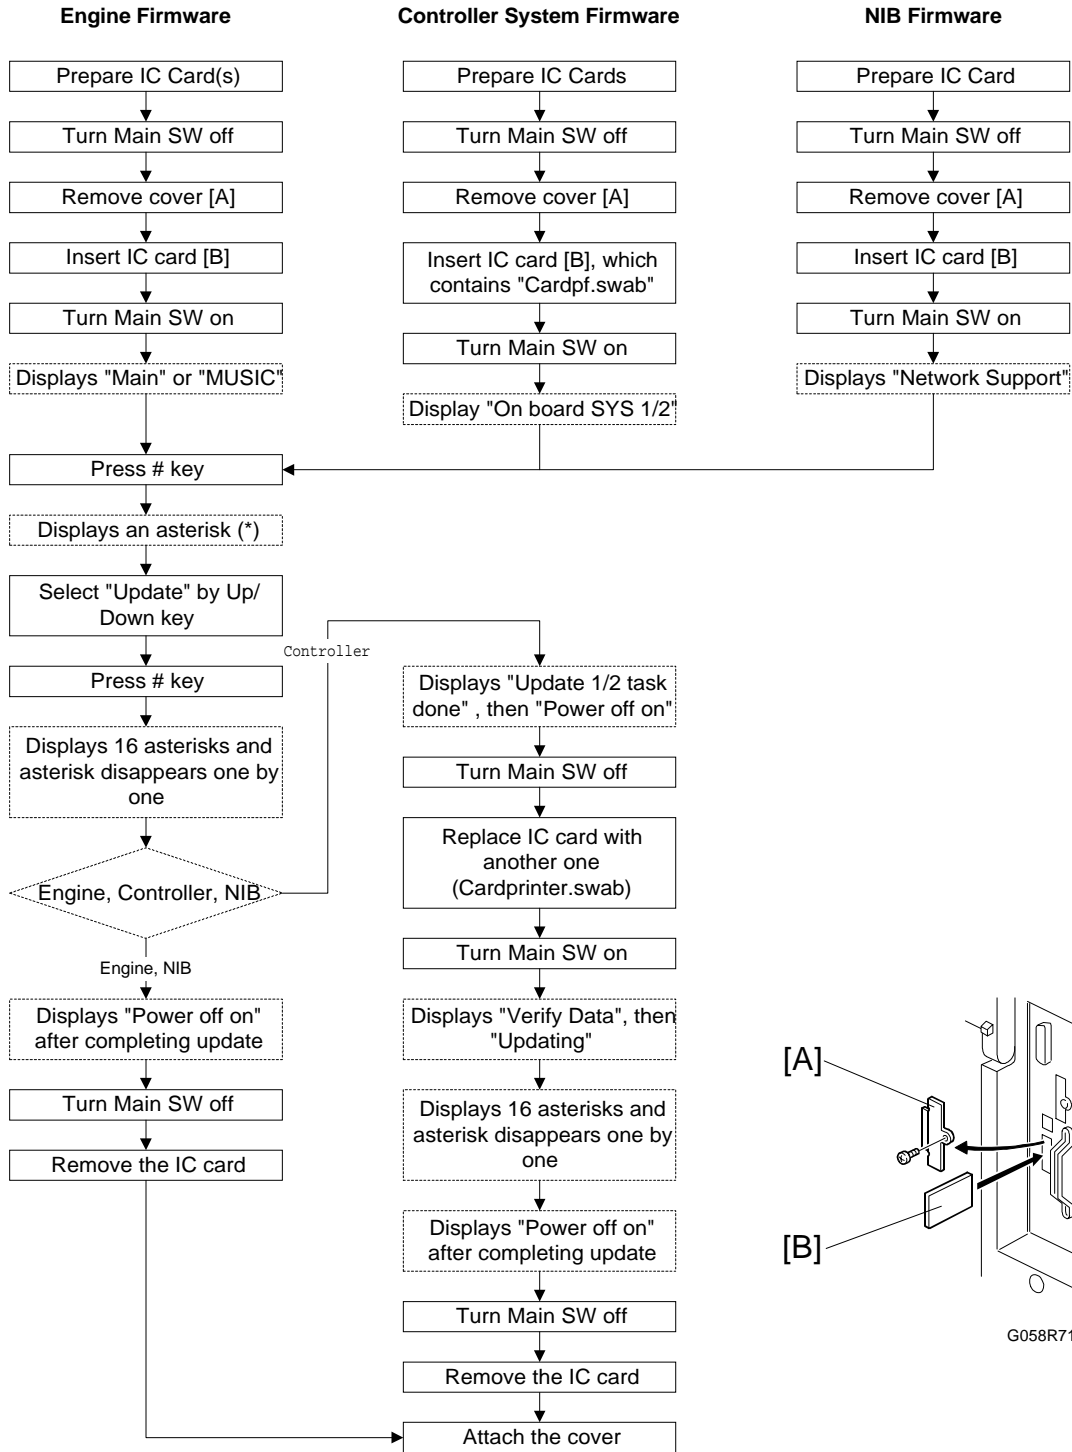 Engine Firmware
Prepare IC Card(s)
Turn Main SW off
Remove cover [A]
Insert IC card [B]
Turn Main SW on
Displays "Main" or "MUSIC"
Press # key
Displays an asterisk (*)
Select "Update" by Up/
Down key
Press # key
Displays 16 asterisks and
asterisk disappears one by
one
Engine, Controller, NIB
Engine, NIB
Displays "Power off on"
after completing update
Turn Main SW off
Remove the IC card
Controller System Firmware
Prepare IC Cards
Turn Main SW off
Remove cover [A]
Insert IC card [B], which
contains "Cardpf.swab"
Turn Main SW on
Display "On board SYS 1/2"
Controller
Displays "Update 1/2 task
done" , then "Power off on"
Turn Main SW off
Replace IC card with
another one
(Cardprinter.swab)
Turn Main SW on
Displays "Verify Data", then
"Updating"
Displays 16 asterisks and
asterisk disappears one by
one
Displays "Power off on"
after completing update
Turn Main SW off
Remove the IC card
Attach the cover
NIB Firmware
Prepare IC Card
Turn Main SW off
Remove cover [A]
Insert IC card [B]
Turn Main SW on
Displays "Network Support"
[A]
[B]
G058R71